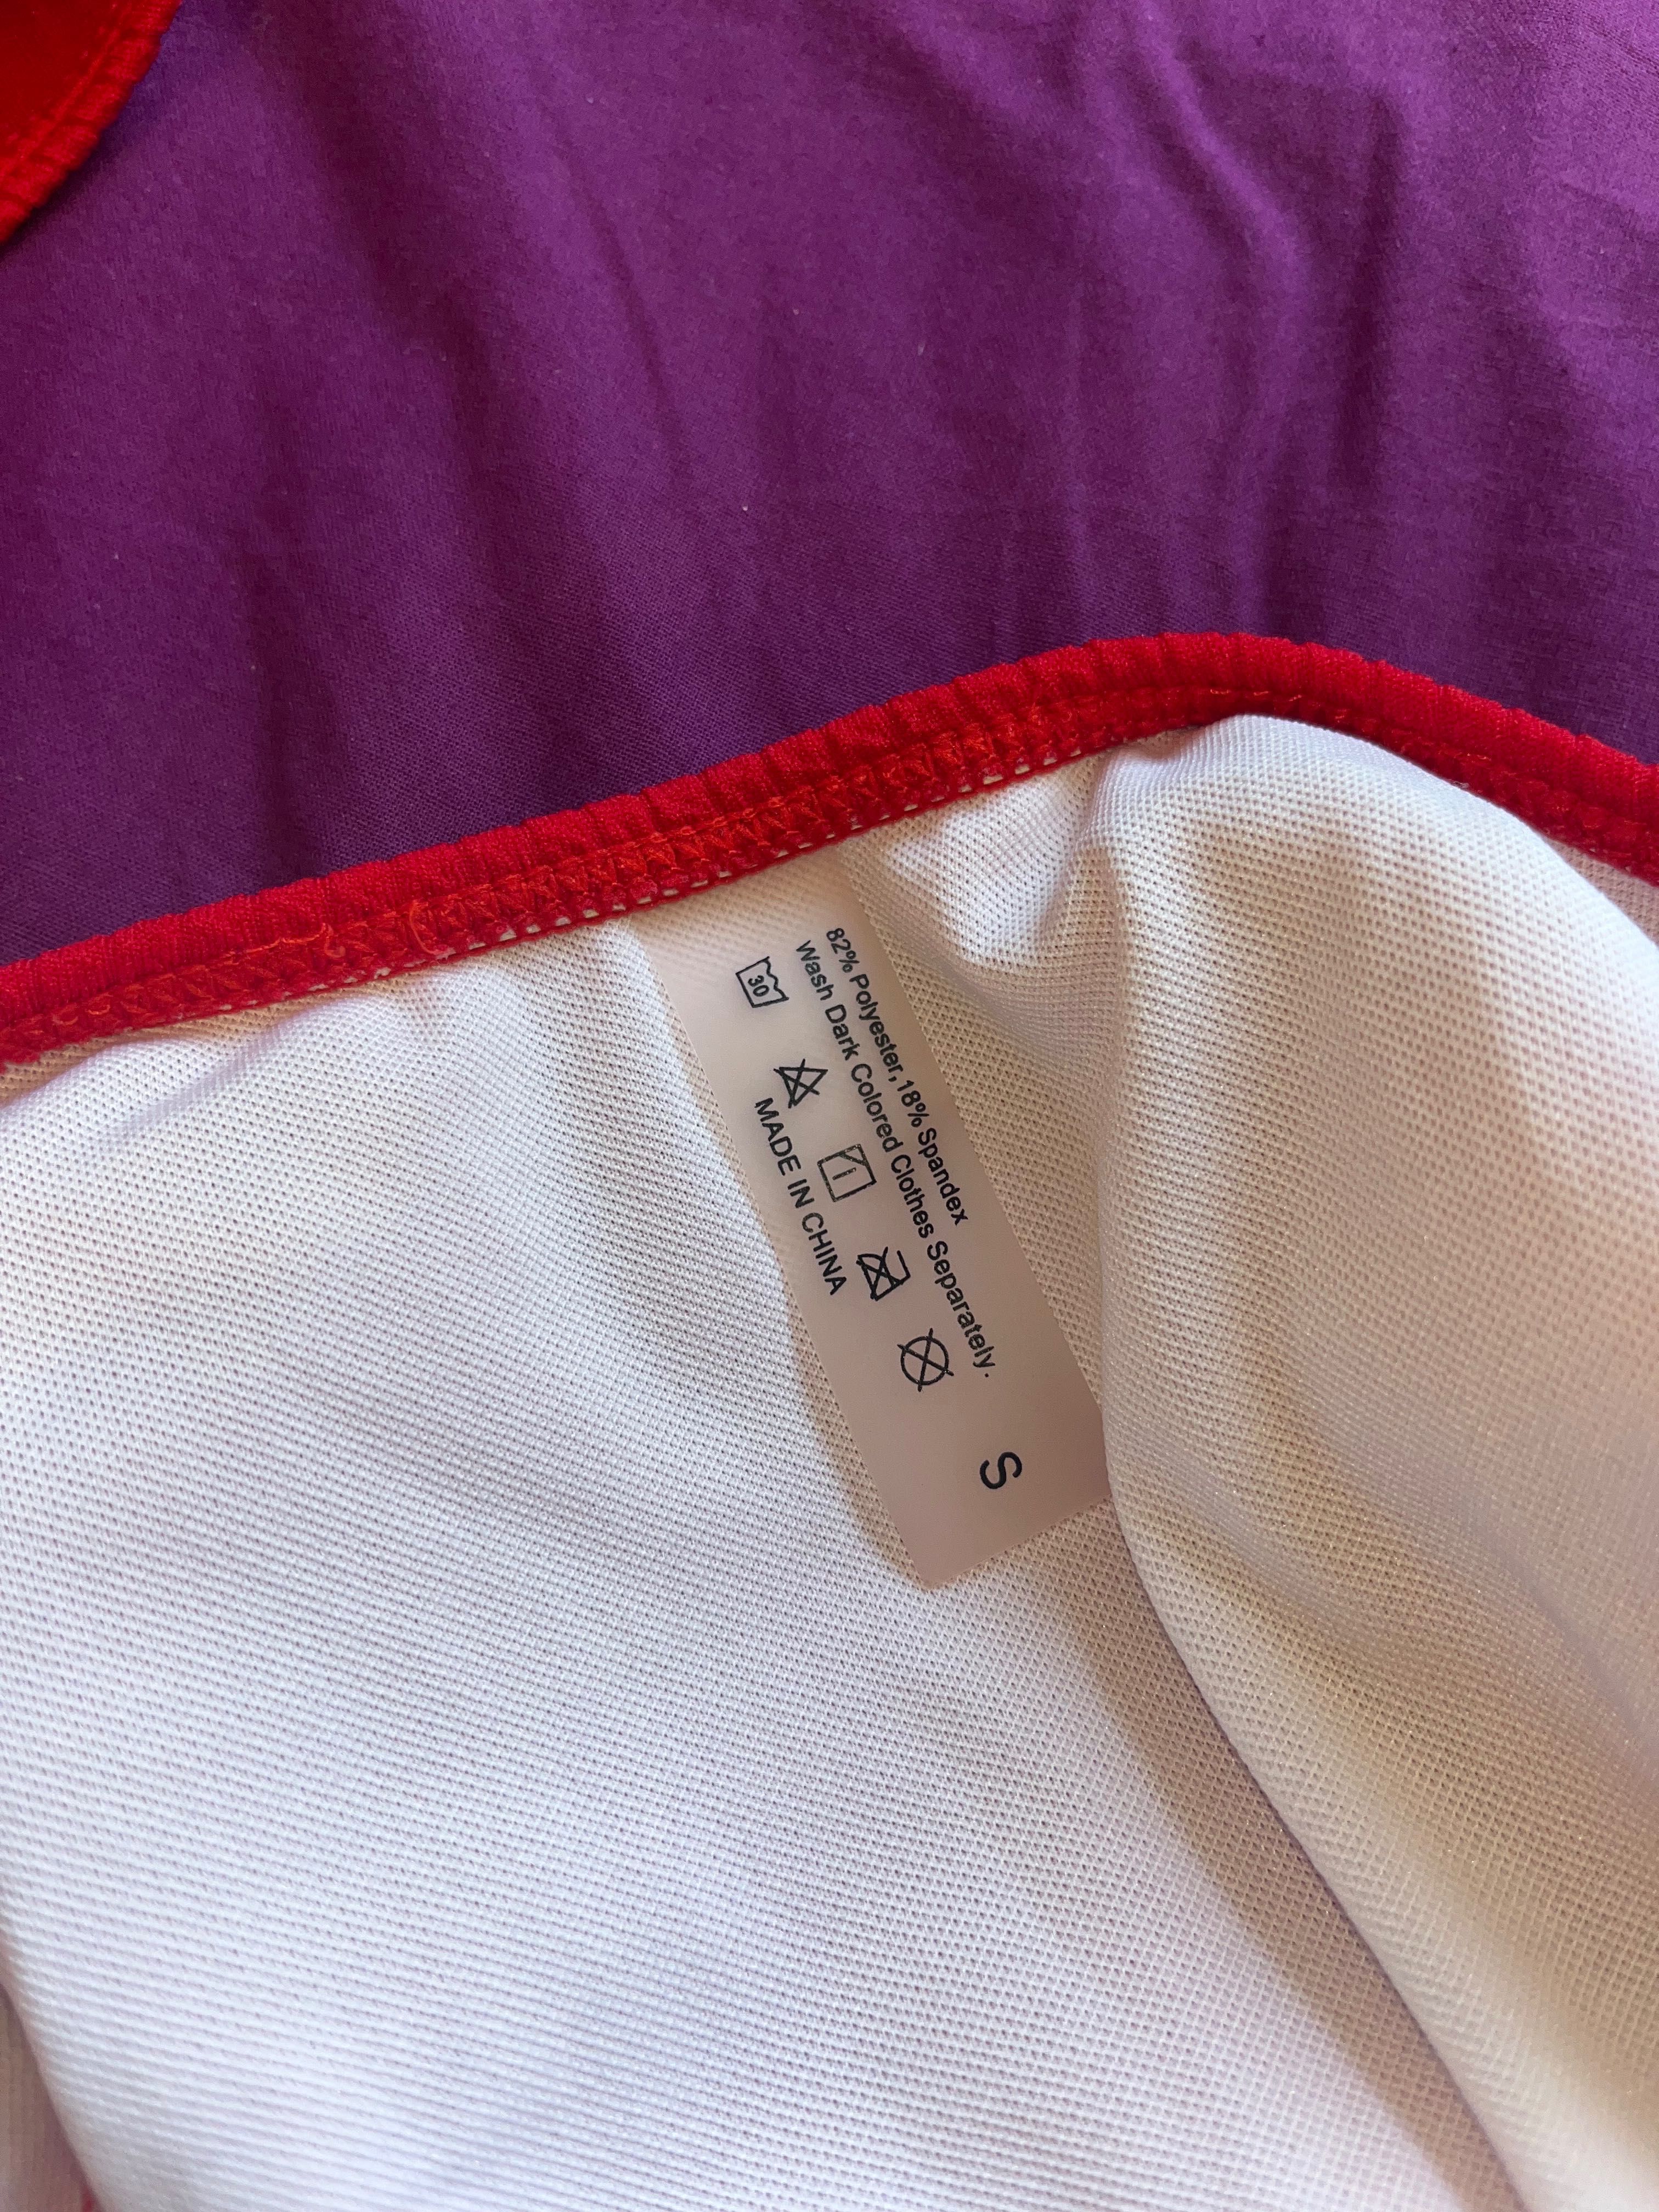 82% Polyester,18% Spandex
Wash Dark Colored Clothes Separately.
30
MADE IN CHINA
S